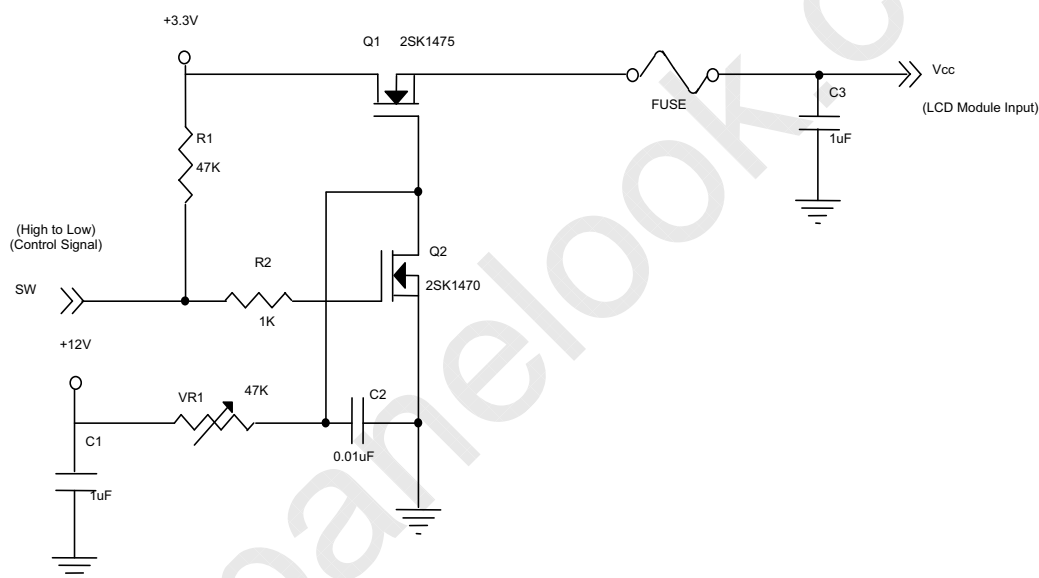 +3.3V
Q1 2SK1475
Vcc
FUSE
C3
(LCD Module Input)
R1
1uF
47K
(High to Low)
(Control Signal)
Q2
R2
2SK1470
SW
1K
+12V
47K
VR1
C2
C1
0.01uF
1uF
panelook.c